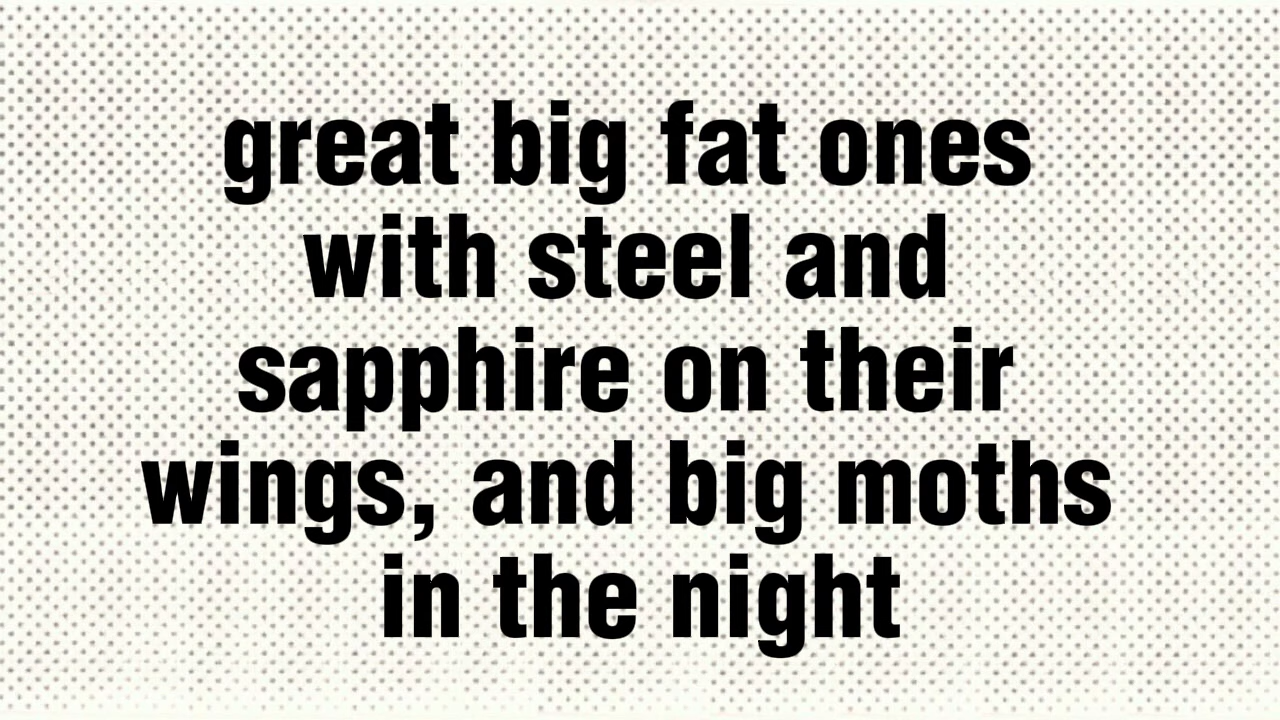 great big fat ones
with steel and
sapphire on their
wings, and big moths
in the night